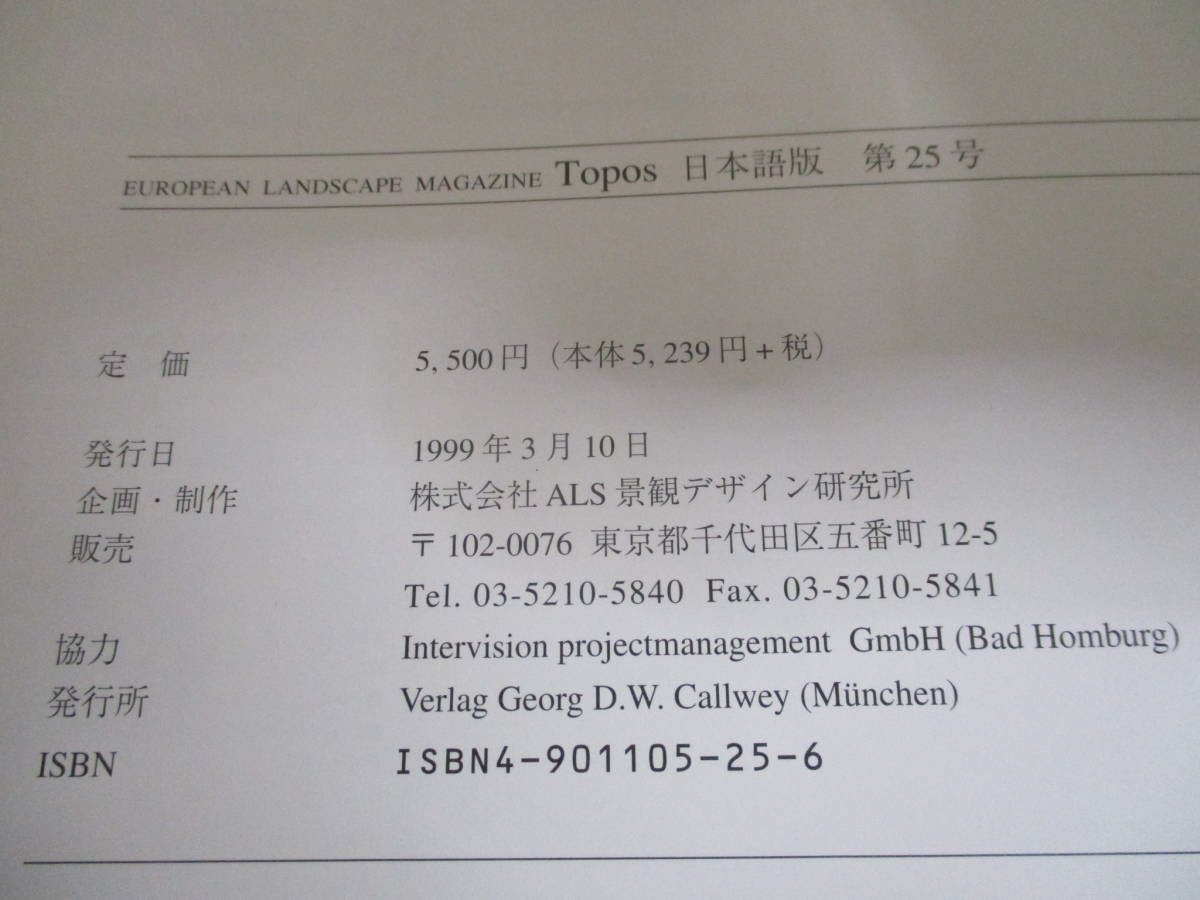 EUROPEAN LANDSCAPE MAGAZINE Topos 日本語版 第25号
定 価 5,500円（本体5,239円+税）
発行日 1999年3月10日
企画・制作 株式会社ALS景観デザイン研究所
販売 〒102-0076 東京都千代田区五番町12-5
Tel. 03-5210-5840 Fax. 03-5210-5841
協力 Intervision projectmanagement GmbH (Bad Homburg)
発行所 Verlag Georg D.W. Callwey (München)
ISBN ISBN4-901105-25-6